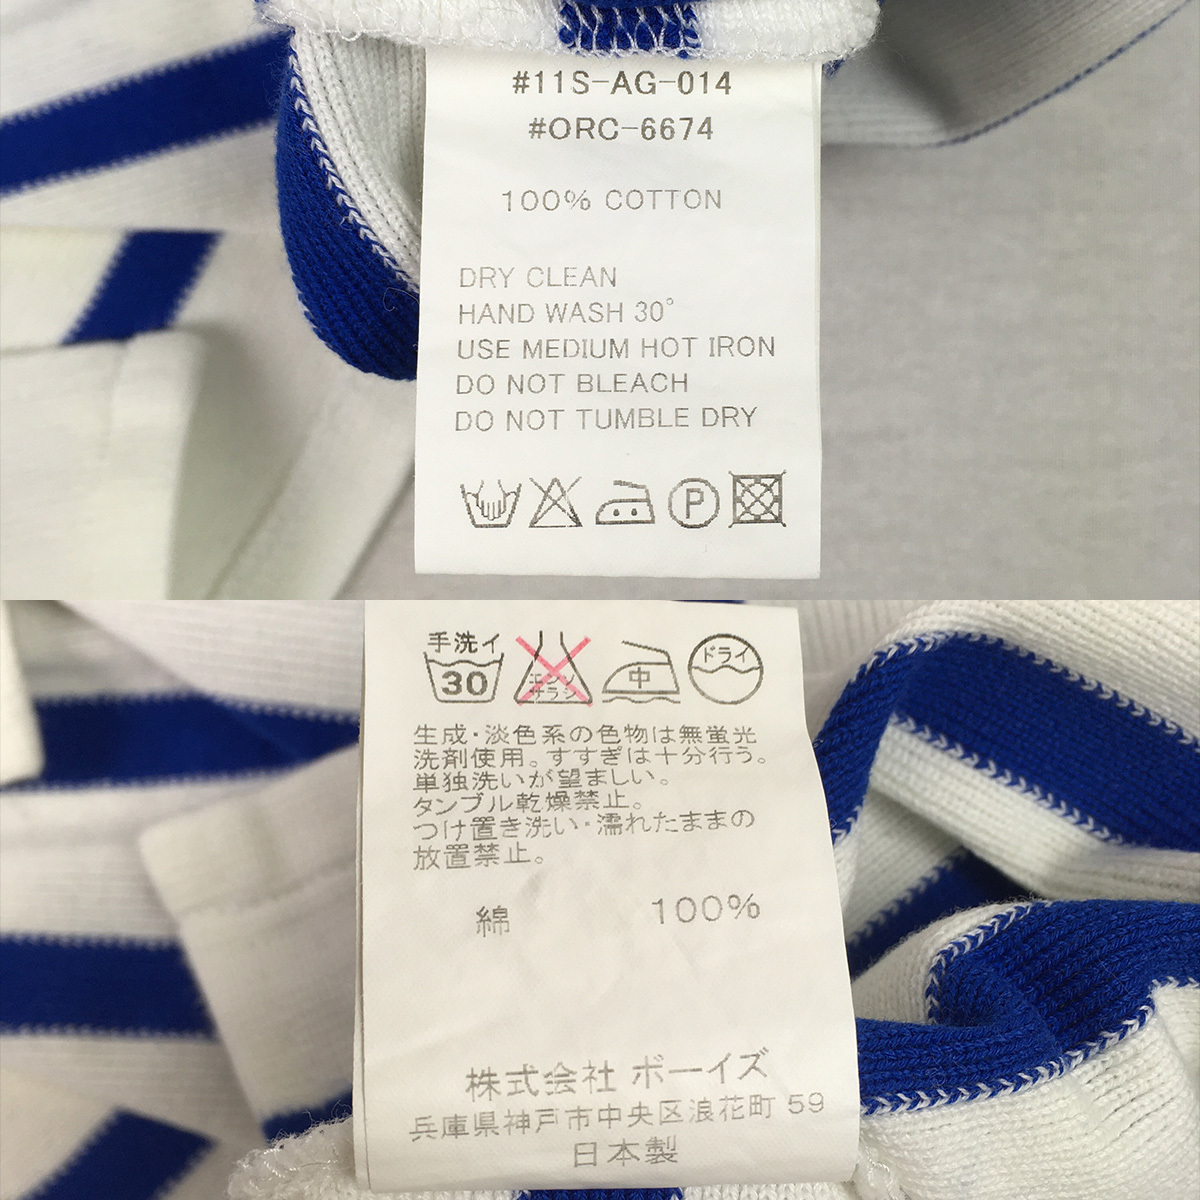 #11S-AG-014
#ORC-6674
100% COTTON
DRY CLEAN
HAND WASH 30°
USE MEDIUM HOT IRON
DO NOT BLEACH
DO NOT TUMBLE DRY
P
手洗イ
30
エンソ
サラシ
中
ドライ
生成・淡色系の色物は無蛍光
洗剤使用。すすぎは十分行う。
単独洗いが望ましい。
タンブル乾燥禁止。
つけ置き洗い・濡れたままの
放置禁止。
綿 100%
株式会社 ボーイズ
兵庫県神戸市中央区浪花町 59
日本製